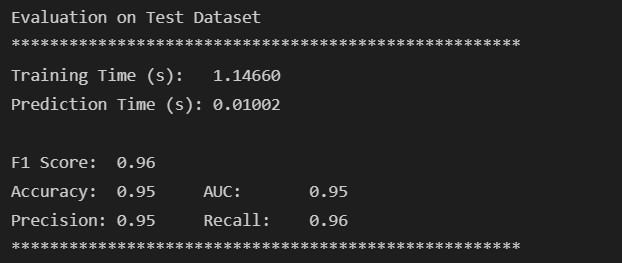 Evaluation on Test Dataset
*****************************************************
Training Time (s):   1.14660
Prediction Time (s): 0.01002
F1 Score:  0.96
Accuracy:  0.95     AUC:       0.95
Precision: 0.95     Recall:    0.96
*****************************************************